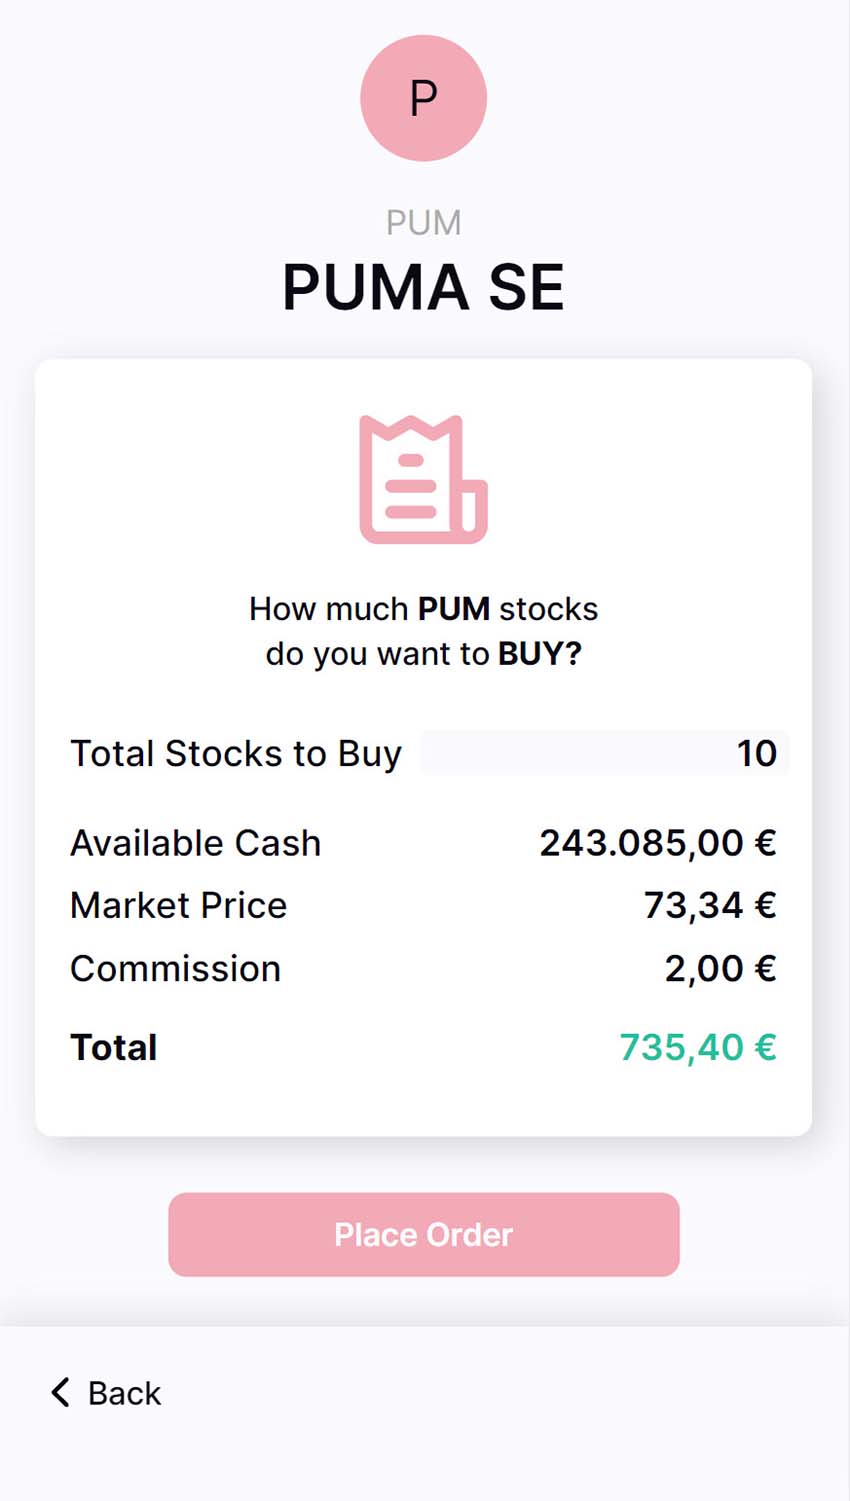 P
PUM
PUMA SE
How much PUM stocks
do you want to BUY?
Total Stocks to Buy 10
Available Cash 243.085,00 €
Market Price 73,34 €
Commission 2,00 €
Total 735,40 €
Place Order
Back